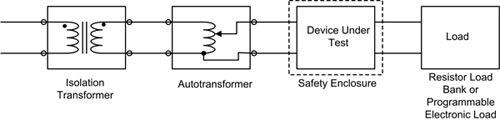 Device Under
Test
Load
Isolation
Transformer
Autotransformer
Safety Enclosure
Resistor Load
Bank or
Programmable
Electronic Load